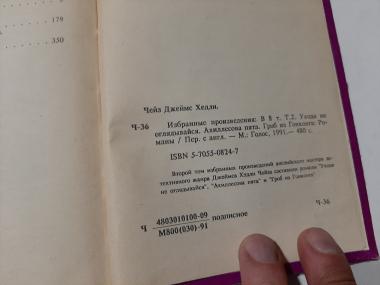 179
350
Чейз Джеймс Хедли.
Ч-36
Избранные произведения: В 8 т. Т.2. Уходя не
оглядывайся. Ахиллесова пята. Гроб из Гонконга: Ро-
маны / Пер. с англ. — М.: Голос, 1991.— 480 с.
ISBN 5-7055-0824-7
Второй том избранных произведений английского мастера де-
тективного жанра Джеймса Хедли Чейза составили романы "Уходя
не оглядывайся", "Ахиллесова пята" и "Гроб из Гонконга"
Ч 4803010100-09 подписное
М800(030)-91
Ч-36